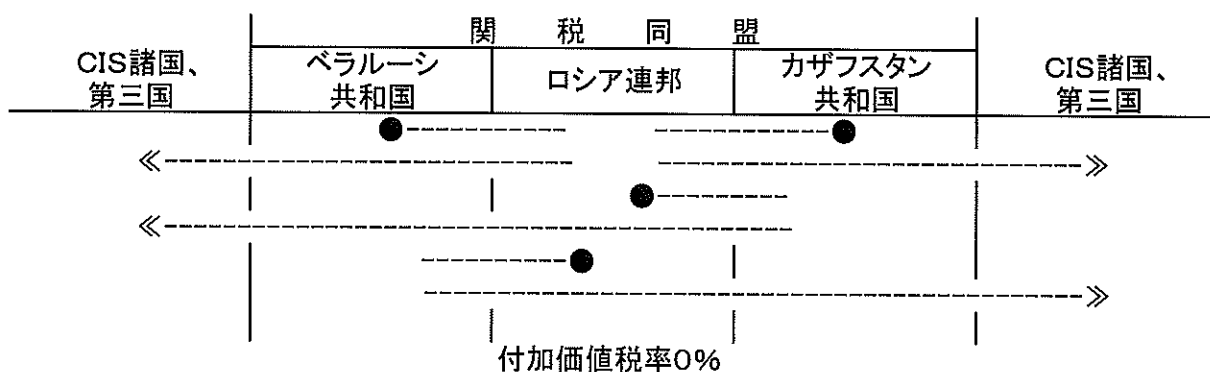 関税同盟
CIS諸国、
第三国
ベラルーシ
共和国
ロシア連邦
カザフスタン
共和国
CIS諸国、
第三国
付加価値税率0%